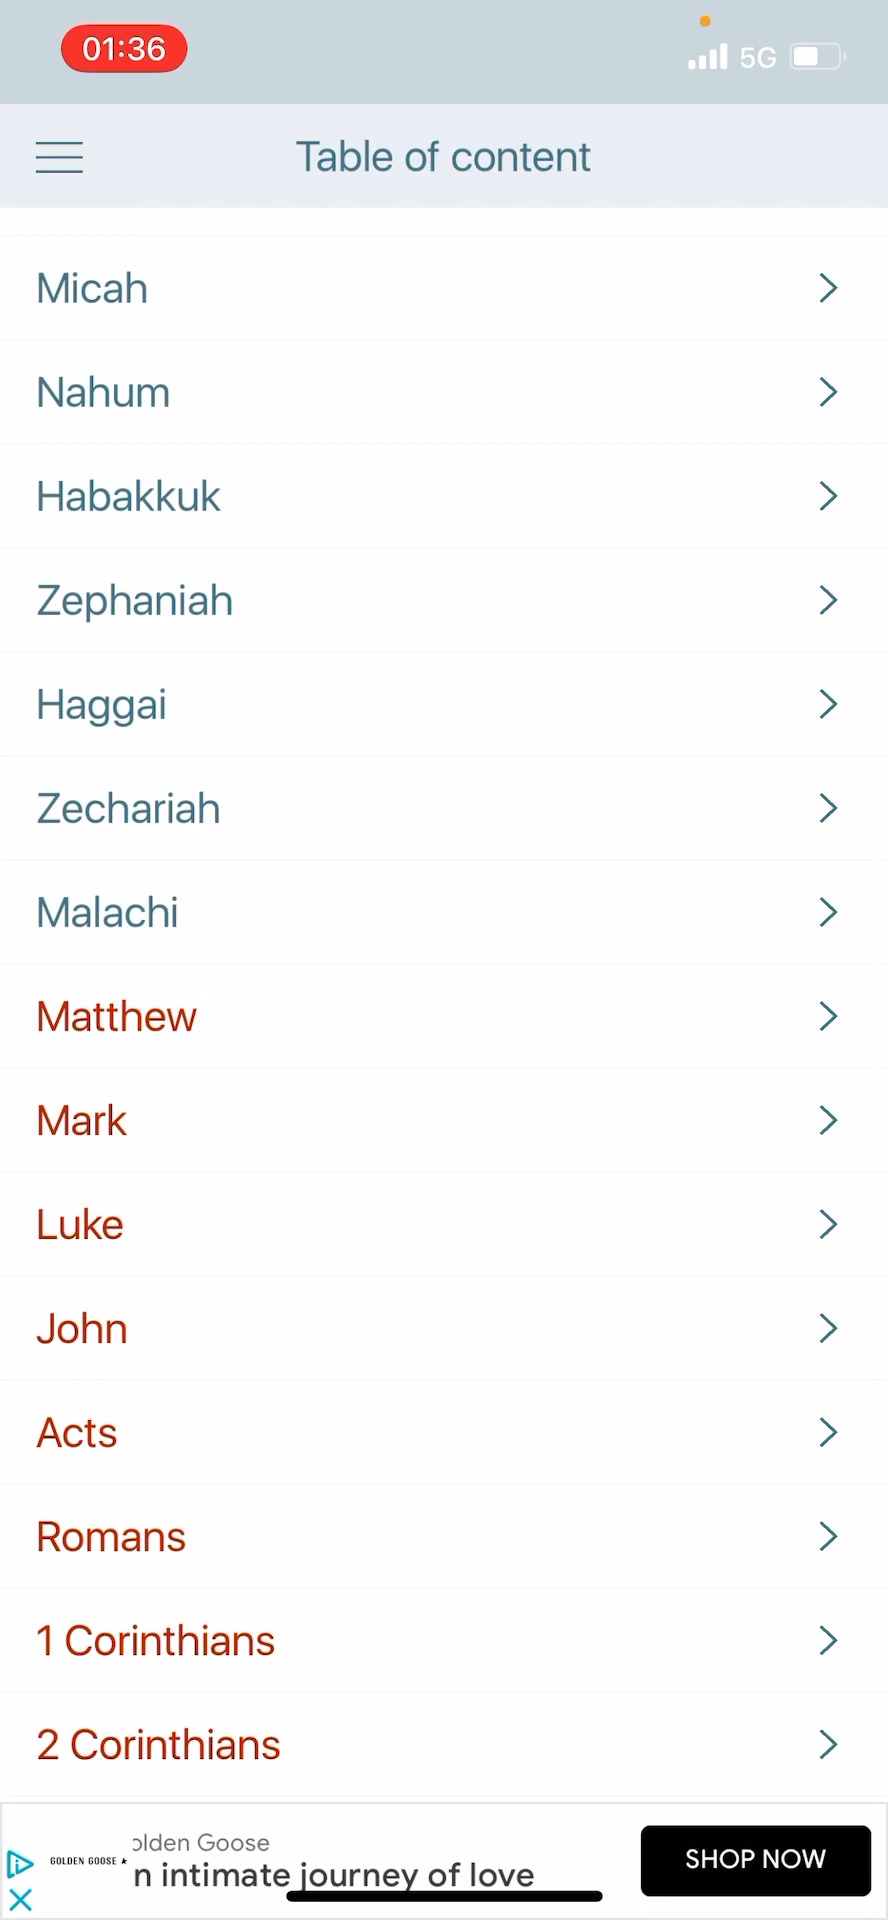 01:36
5G
Table of content
Micah
Nahum
Habakkuk
Zephaniah
Haggai
Zechariah
Malachi
Matthew
Mark
Luke
John
Acts
Romans
1 Corinthians
2 Corinthians
olden Goose
GOLDEN GOOSE
n intimate journey of love
SHOP NOW